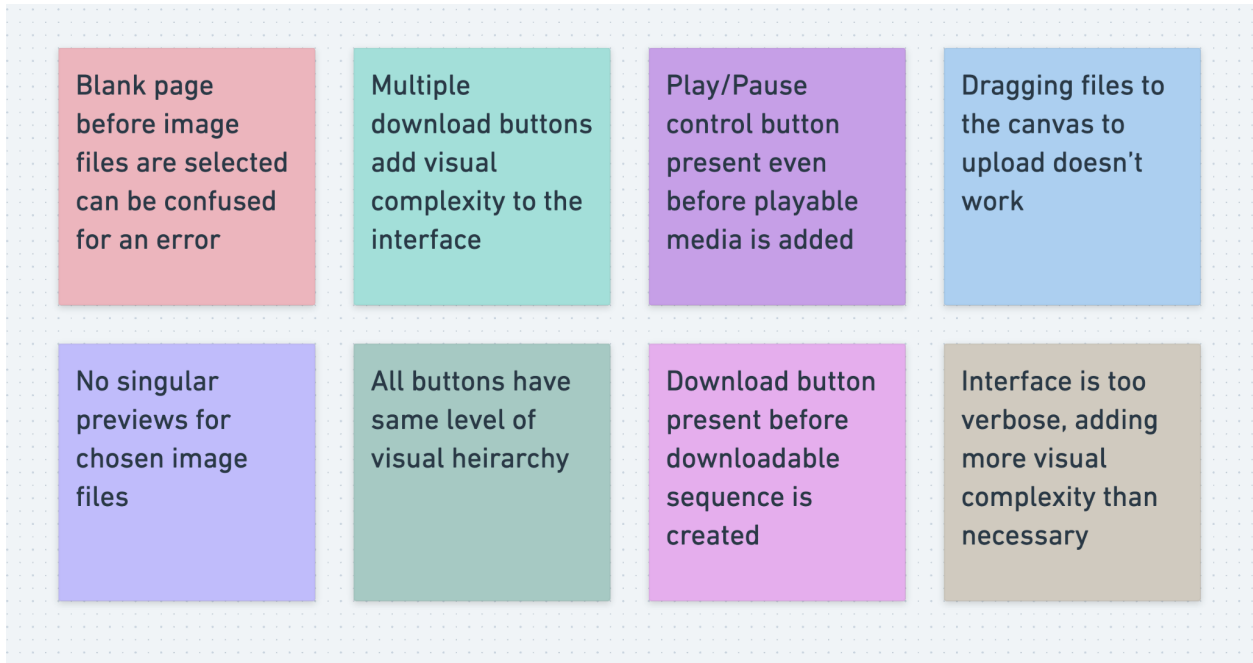 Blank page
before image
files are selected
can be confused
for an error
Multiple
download buttons
add visual
complexity to the
interface
Play/Pause
control button
present even
before playable
media is added
Dragging files to
the canvas to
upload doesn’t
work
No singular
previews for
chosen image
files
All buttons have
same level of
visual heirarchy
Download button
present before
downloadable
sequence is
created
Interface is too
verbose, adding
more visual
complexity than
necessary